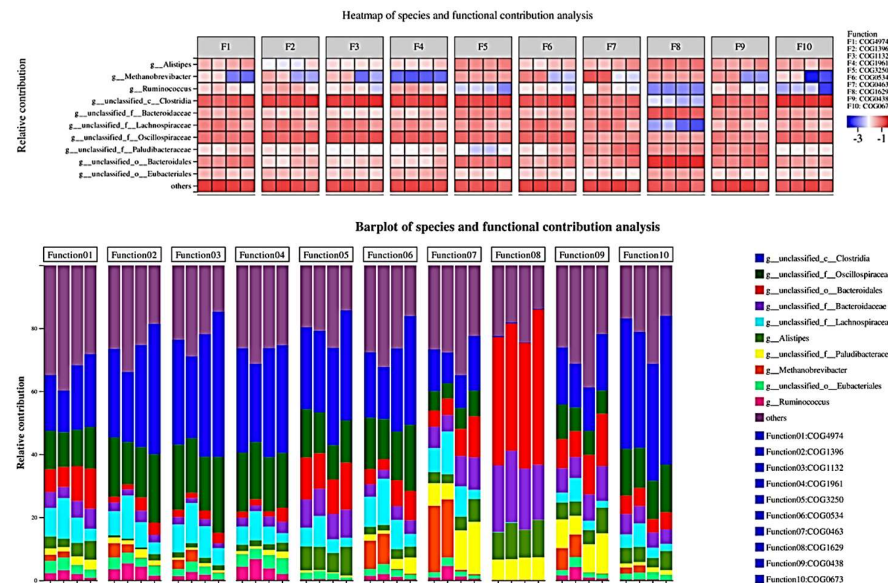 Heatmap of species and functional contribution analysis
Relative contribution
F1 F2 F3 F4 F5 F6 F7 F8 F9 F10
g__Alistipes
g__Methanobrevibacter
g__Ruminococcus
g__unclassified_c__Clostridia
g__unclassified_f__Bacteroidaceae
g__unclassified_f__Lachnospiraceae
g__unclassified_f__Oscillospiraceae
g__unclassified_f__Paludibacteraceae
g__unclassified_o__Bacteroidales
g__unclassified_o__Eubacteriales
others
Function
F1: COG4974
F2: COG1396
F3: COG1132
F4: COG1961
F5: COG3250
F6: COG0534
F7: COG0463
F8: COG1629
F9: COG0438
F10: COG067
-3 -1
Barplot of species and functional contribution analysis
Relative contribution
Function01 Function02 Function03 Function04 Function05 Function06 Function07 Function08 Function09 Function10
80
60
40
20
g__unclassified_c__Clostridia
g__unclassified_f__Oscillospiracea
g__unclassified_o__Bacteroidales
g__unclassified_f__Bacteroidaceae
g__unclassified_f__Lachnospiracea
g__Alistipes
g__unclassified_f__Paludibacterace
g__Methanobrevibacter
g__unclassified_o__Eubacteriales
g__Ruminococcus
others
Function01:COG4974
Function02:COG1396
Function03:COG1132
Function04:COG1961
Function05:COG3250
Function06:COG0534
Function07:COG0463
Function08:COG1629
Function09:COG0438
Function10:COG0673